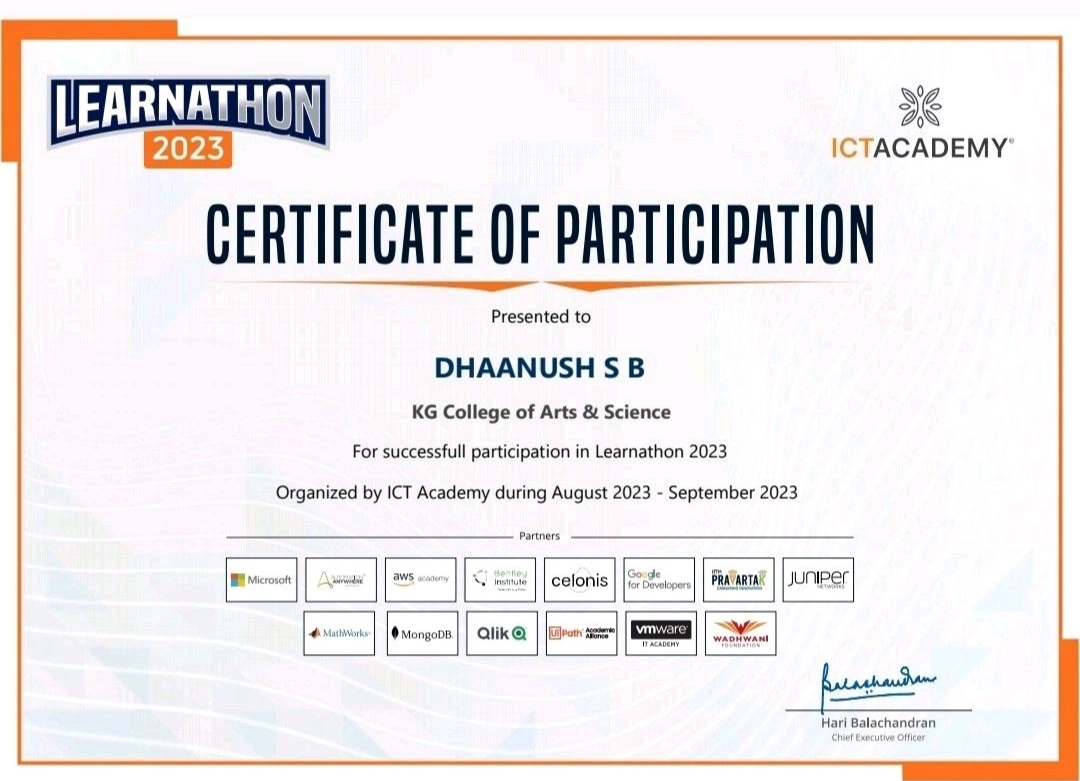 LEARNATHON
2023
ICTACADEMY®
CERTIFICATE OF PARTICIPATION
Presented to
DHAANUSH S B
KG College of Arts & Science
For successfull participation in Learnathon 2023
Organized by ICT Academy during August 2023 - September 2023
Partners
Microsoft
AUTOMATION ANYWHERE
aws academy
Bentley Institute
celonis
Google for Developers
IITM PRAVARTAK
JUNIPER NETWORKS
MathWorks
MongoDB
Qlik
UiPath Academic Alliance
vmware IT ACADEMY
WADHWANI FOUNDATION
Balachandran
Hari Balachandran
Chief Executive Officer